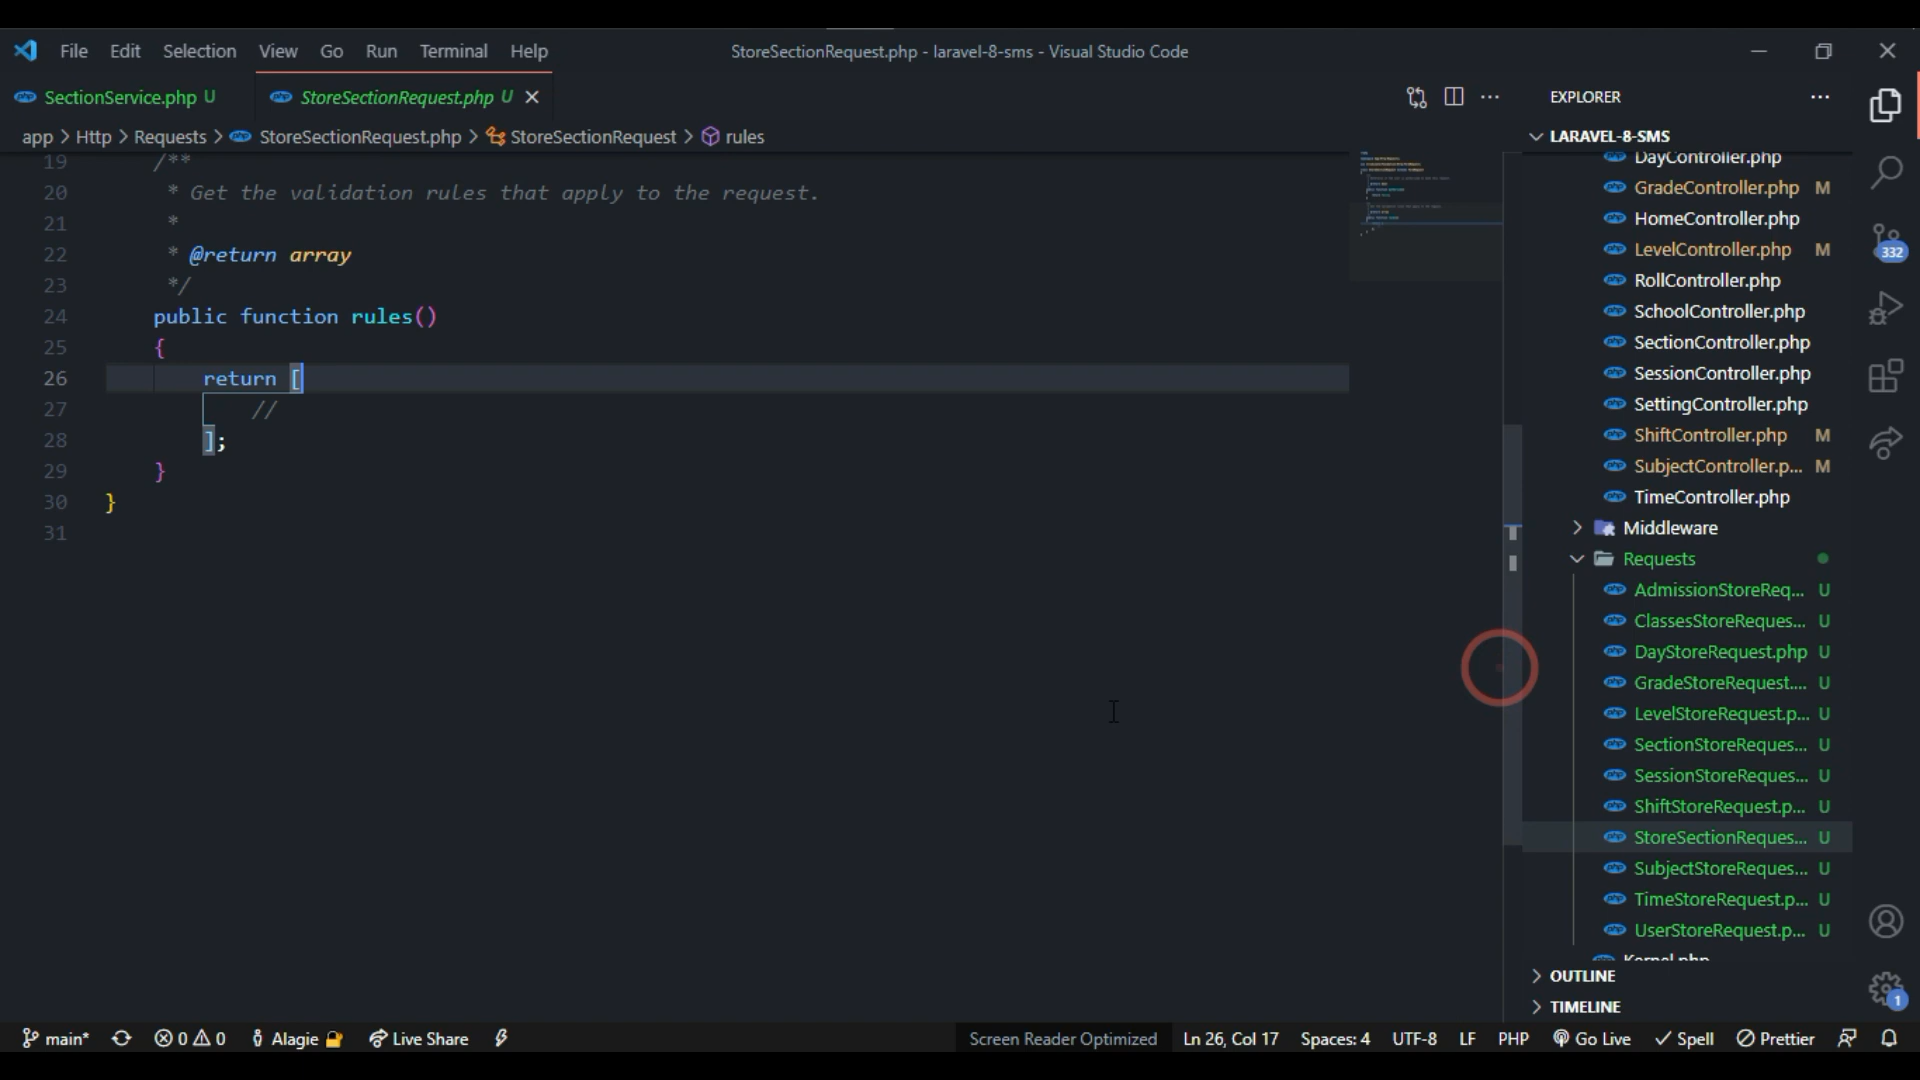 File Edit Selection View Go Run Terminal Help
StoreSectionRequest.php - laravel-8-sms - Visual Studio Code
SectionService.php U
StoreSectionRequest.php U
app > Http > Requests > StoreSectionRequest.php > StoreSectionRequest > rules
19 /**
20 * Get the validation rules that apply to the request.
21 *
22 * @return array
23 */
24 public function rules()
25 {
26 return [
27 //
28 ];
29 }
30 }
31
EXPLORER
LARAVEL-8-SMS
DayController.php
GradeController.php M
HomeController.php
LevelController.php M
RollController.php
SchoolController.php
SectionController.php
SessionController.php
SettingController.php
ShiftController.php M
SubjectController.p... M
TimeController.php
Middleware
Requests
AdmissionStoreReq... U
ClassesStoreReques... U
DayStoreRequest.php U
GradeStoreRequest.... U
LevelStoreRequest.p... U
SectionStoreReques... U
SessionStoreReques... U
ShiftStoreRequest.p... U
StoreSectionReques... U
SubjectStoreReques... U
TimeStoreRequest.p... U
UserStoreRequest.p... U
Kernel.php
OUTLINE
TIMELINE
332
1
main* 0 0 Alagie Live Share
Screen Reader Optimized Ln 26, Col 17 Spaces: 4 UTF-8 LF PHP Go Live Spell Prettier